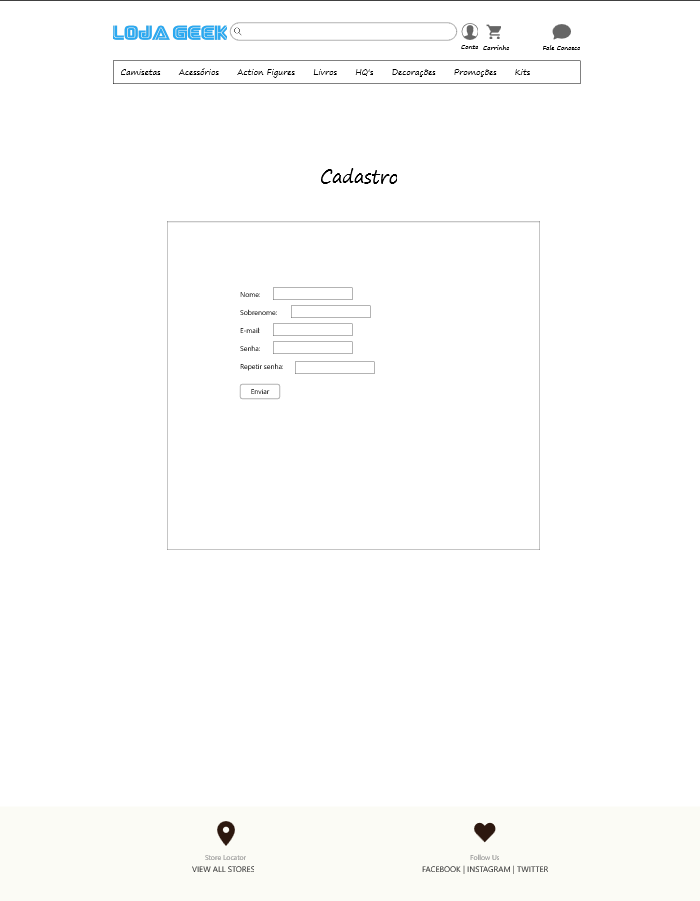 LOJA GEEK
Conta Carrinho Fale Conosco
Camisetas Acessórios Action Figures Livros HQ's Decorações Promoções Kits
Cadastro
Nome:
Sobrenome:
E-mail:
Senha:
Repetir senha:
Enviar
Store Locator Follow Us
VIEW ALL STORES FACEBOOK | INSTAGRAM | TWITTER